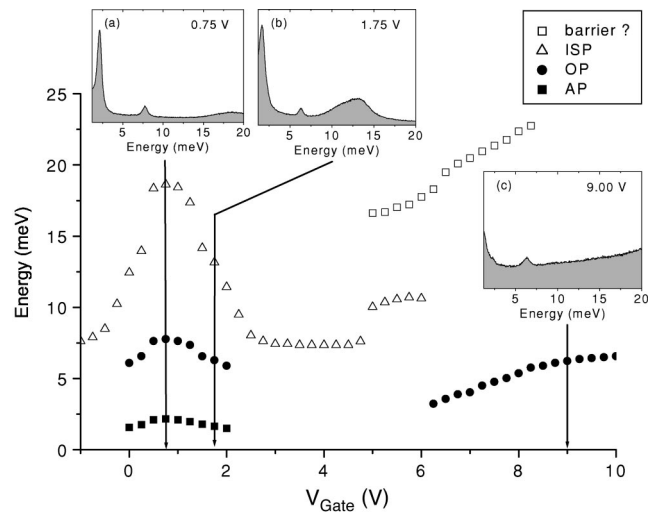 (a) 0.75 V
5 10 15 20
Energy (meV)
(b) 1.75 V
5 10 15 20
Energy (meV)
barrier ?
ISP
OP
AP
(c) 9.00 V
5 10 15 20
Energy (meV)
25
20
15
10
5
0
Energy (meV)
0 2 4 6 8 10
V_Gate (V)